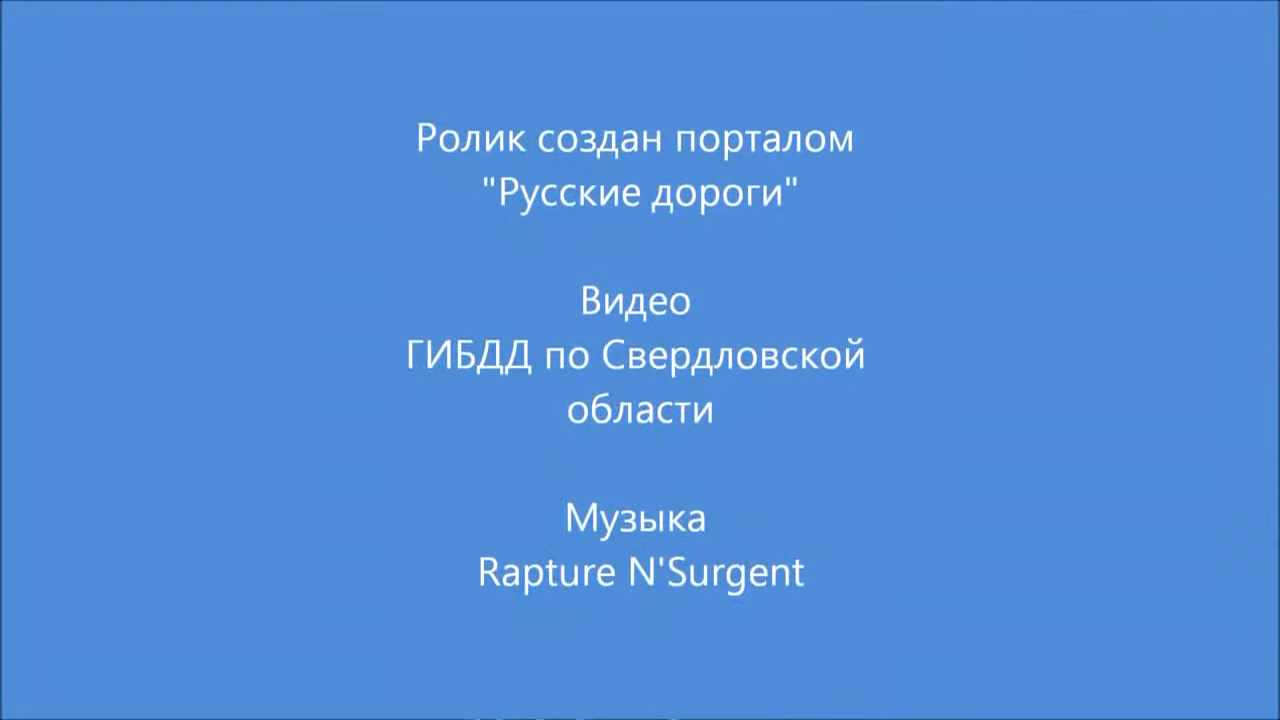 Ролик создан порталом
"Русские дороги"
Видео
ГИБДД по Свердловской
области
Музыка
Rapture N'Surgent